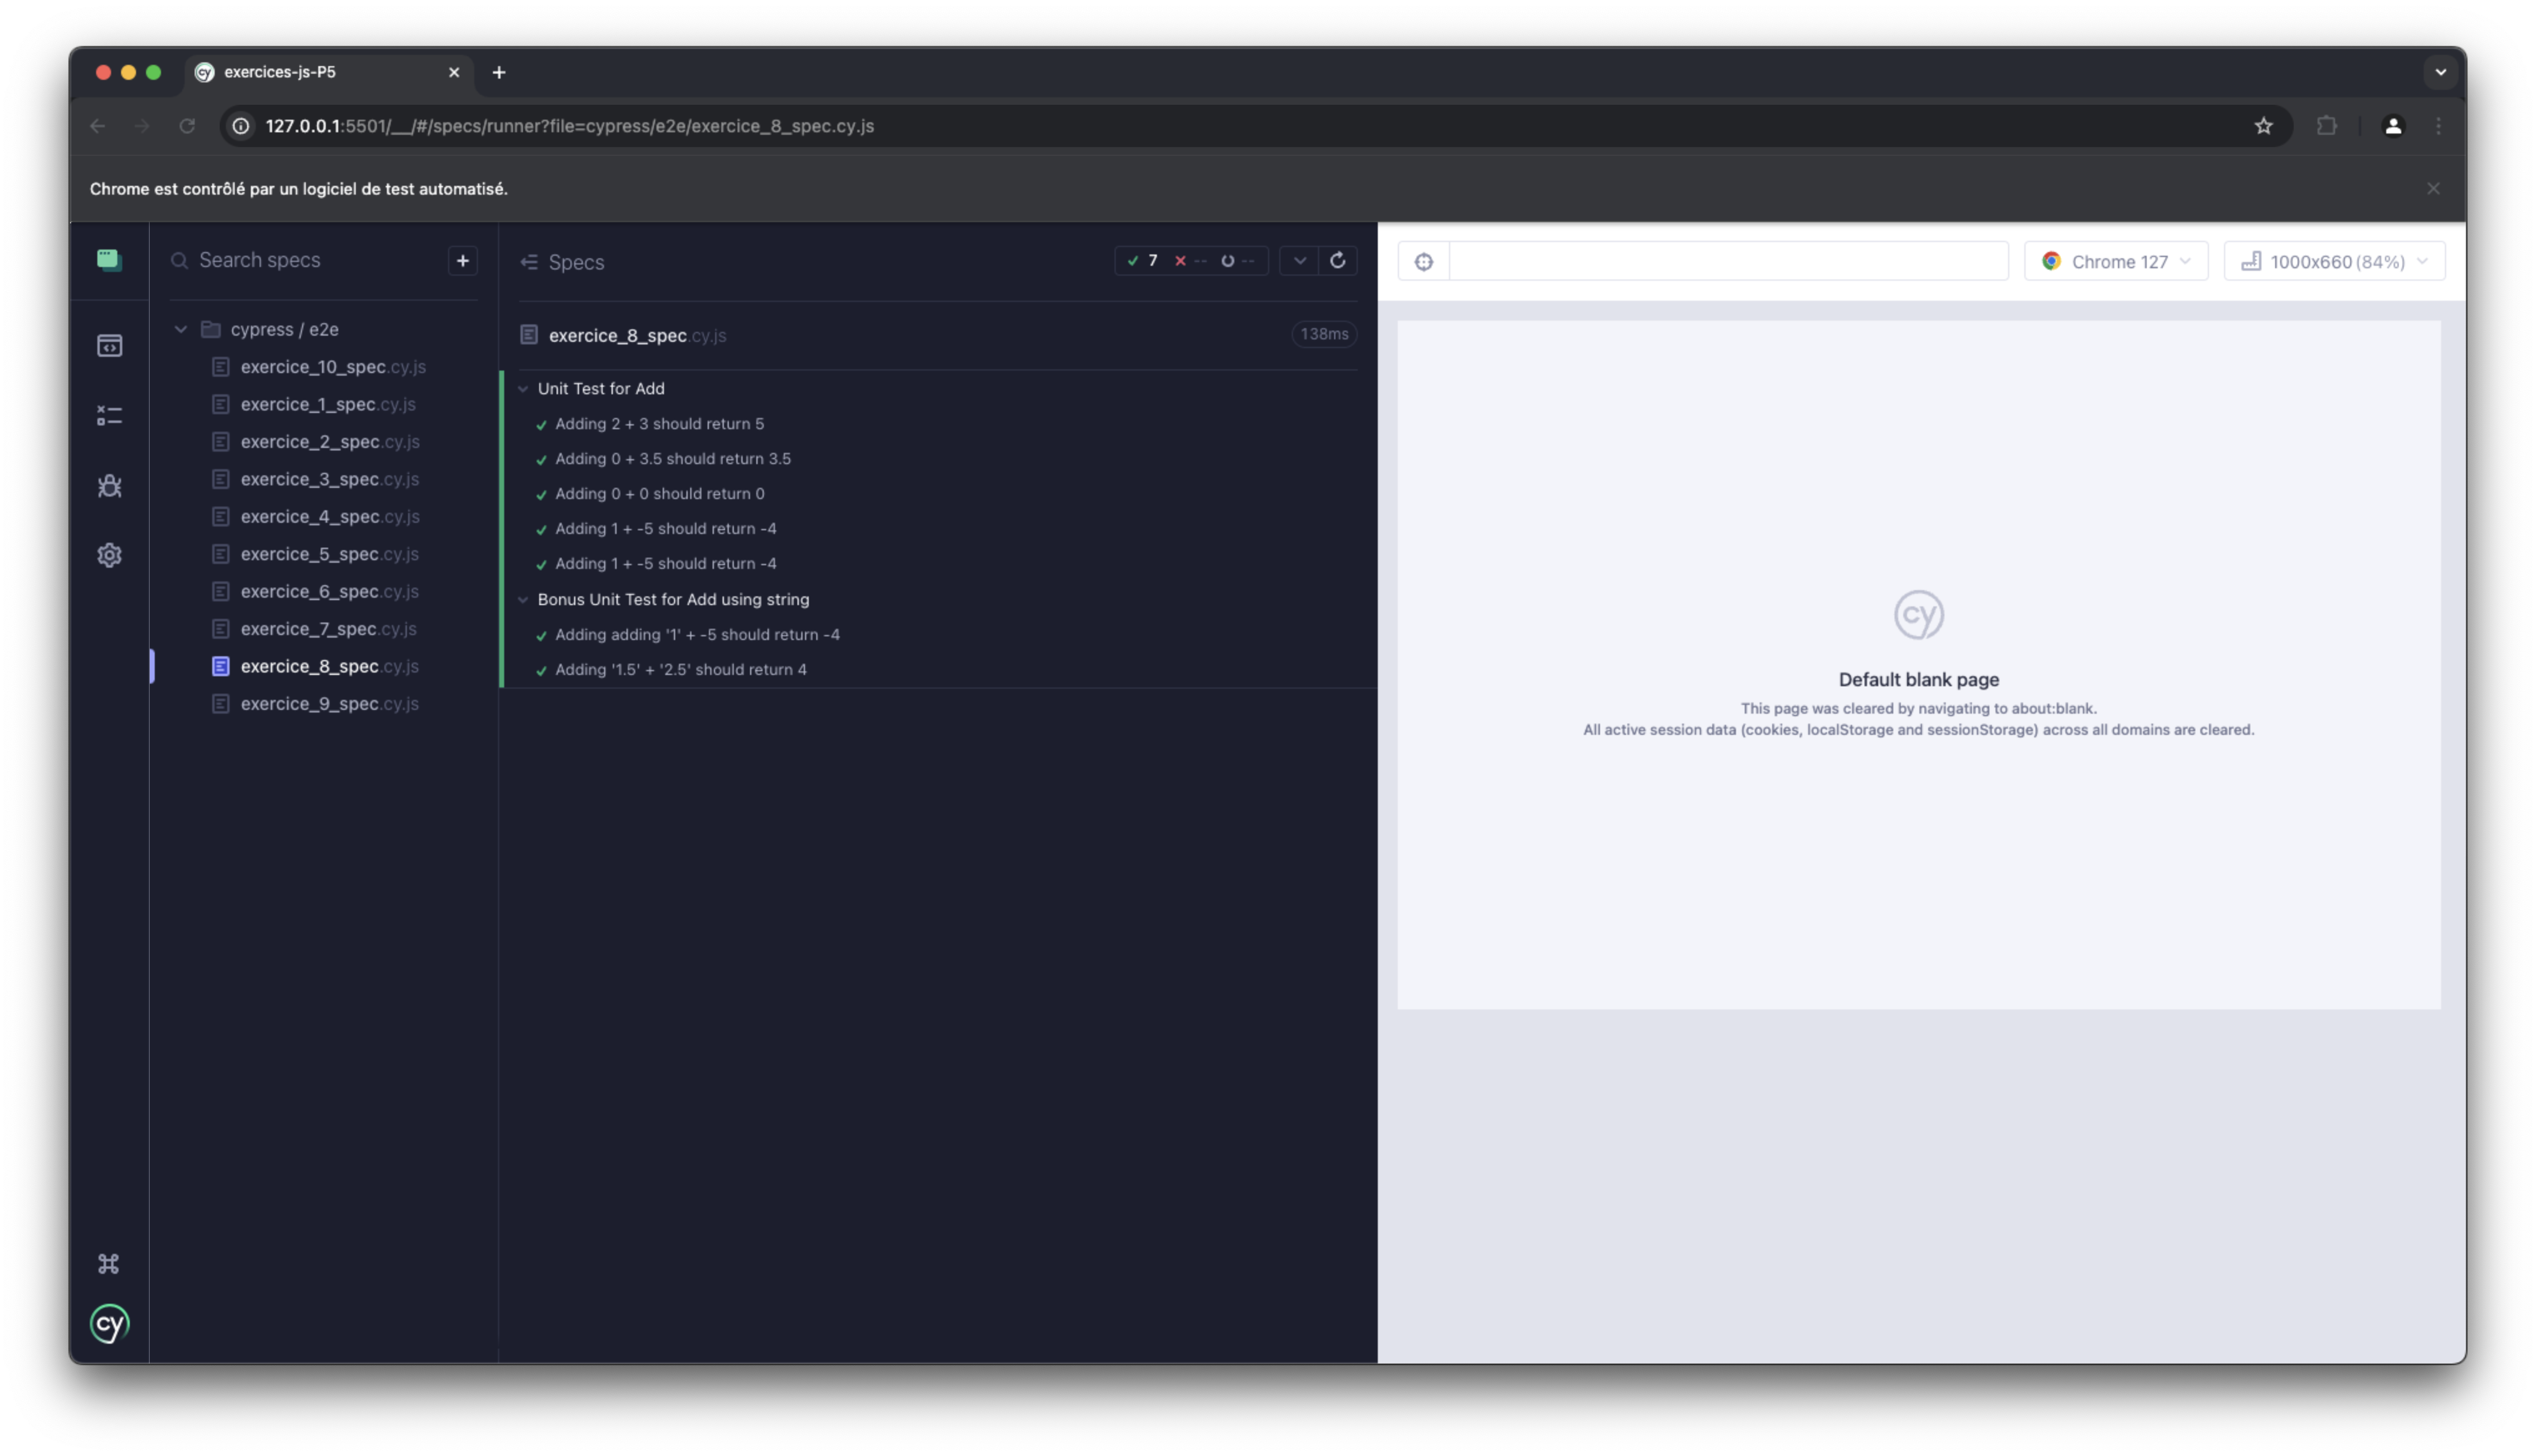 exercices-js-P5
127.0.0.1:5501/__/#/specs/runner?file=cypress/e2e/exercice_8_spec.cy.js
Chrome est contrôlé par un logiciel de test automatisé.
Search specs
cypress / e2e
exercice_10_spec.cy.js
exercice_1_spec.cy.js
exercice_2_spec.cy.js
exercice_3_spec.cy.js
exercice_4_spec.cy.js
exercice_5_spec.cy.js
exercice_6_spec.cy.js
exercice_7_spec.cy.js
exercice_8_spec.cy.js
exercice_9_spec.cy.js
cy
Specs
7 -- --
exercice_8_spec.cy.js 138ms
Unit Test for Add
Adding 2 + 3 should return 5
Adding 0 + 3.5 should return 3.5
Adding 0 + 0 should return 0
Adding 1 + -5 should return -4
Adding 1 + -5 should return -4
Bonus Unit Test for Add using string
Adding adding '1' + -5 should return -4
Adding '1.5' + '2.5' should return 4
Chrome 127
1000x660 (84%)
cy
Default blank page
This page was cleared by navigating to about:blank.
All active session data (cookies, localStorage and sessionStorage) across all domains are cleared.